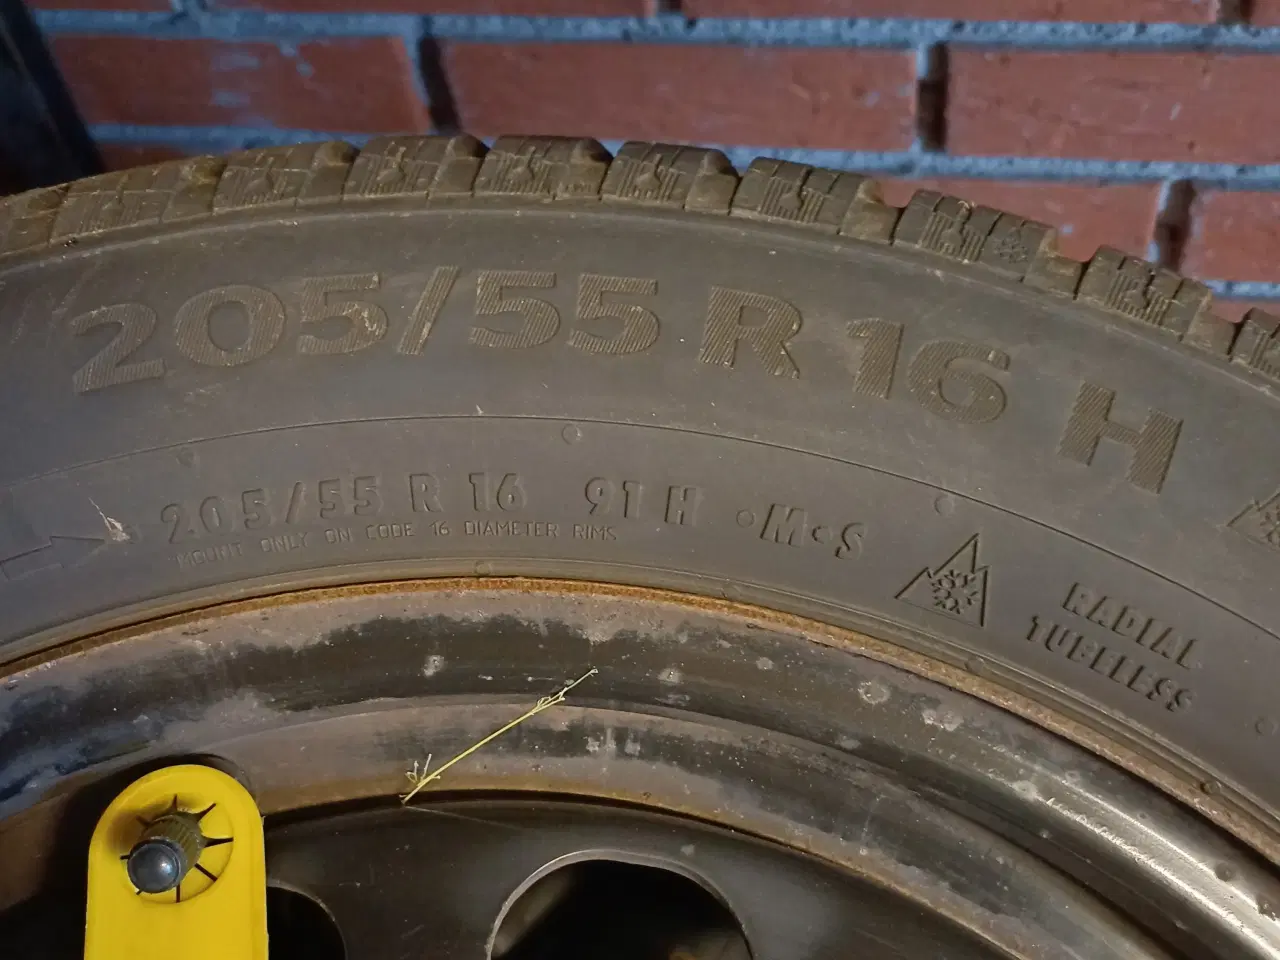 205/55 R 16 H
205/55 R 16 91 H M+S
MOUNT ONLY ON CODE 16 DIAMETER RIMS
RADIAL
TUBELESS